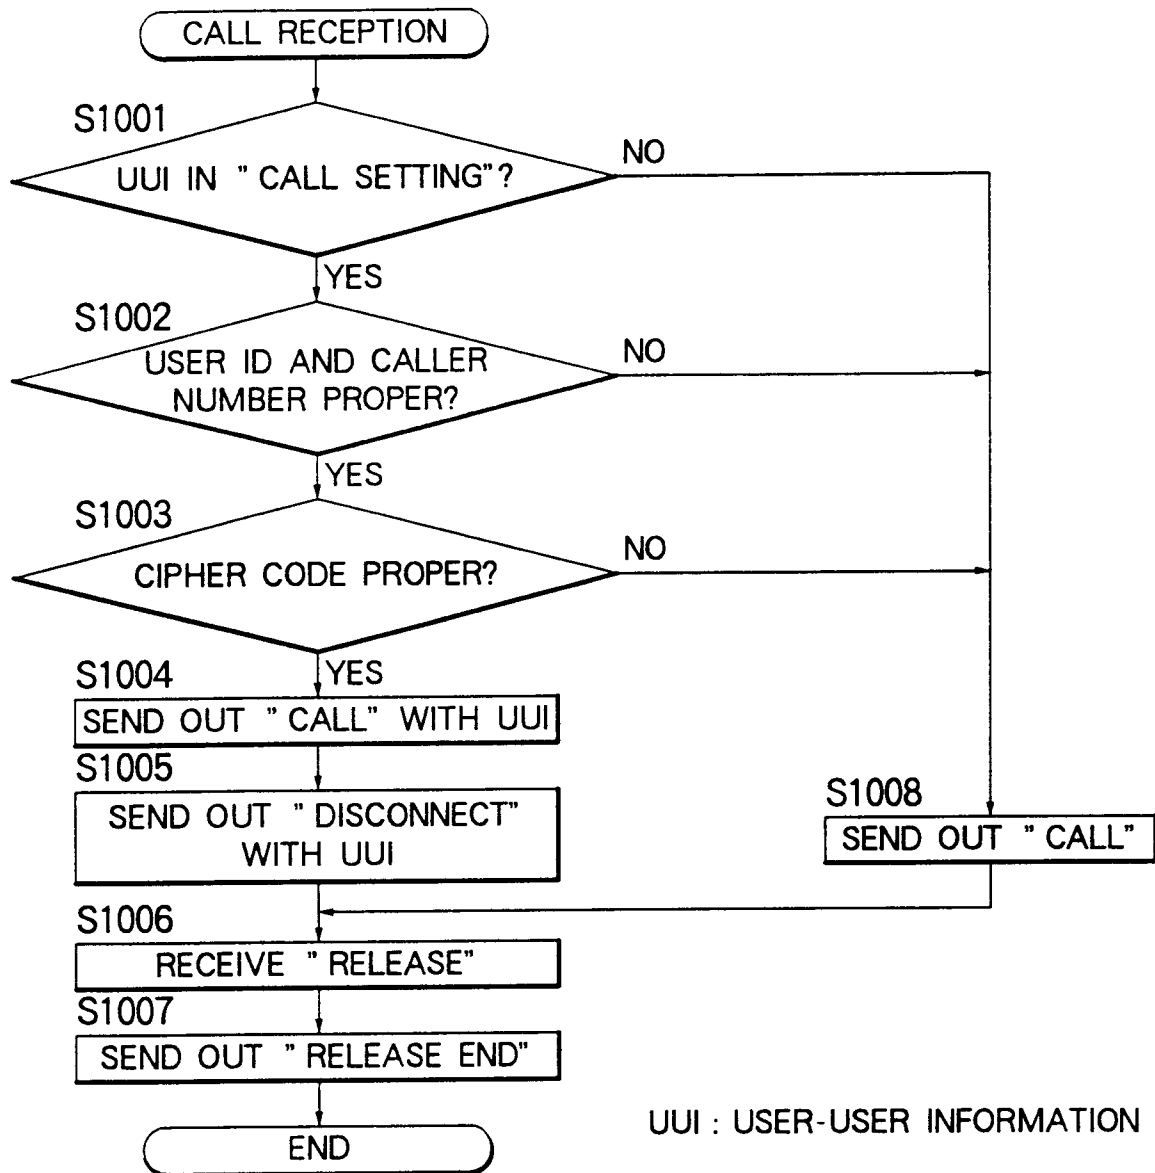 CALL RECEPTION
S1001
UUI IN "CALL SETTING"?
NO
YES
S1002
USER ID AND CALLER
NUMBER PROPER?
NO
YES
S1003
CIPHER CODE PROPER?
NO
YES
S1004
SEND OUT "CALL" WITH UUI
S1005
SEND OUT "DISCONNECT"
WITH UUI
S1008
SEND OUT "CALL"
S1006
RECEIVE "RELEASE"
S1007
SEND OUT "RELEASE END"
END
UUI : USER-USER INFORMATION